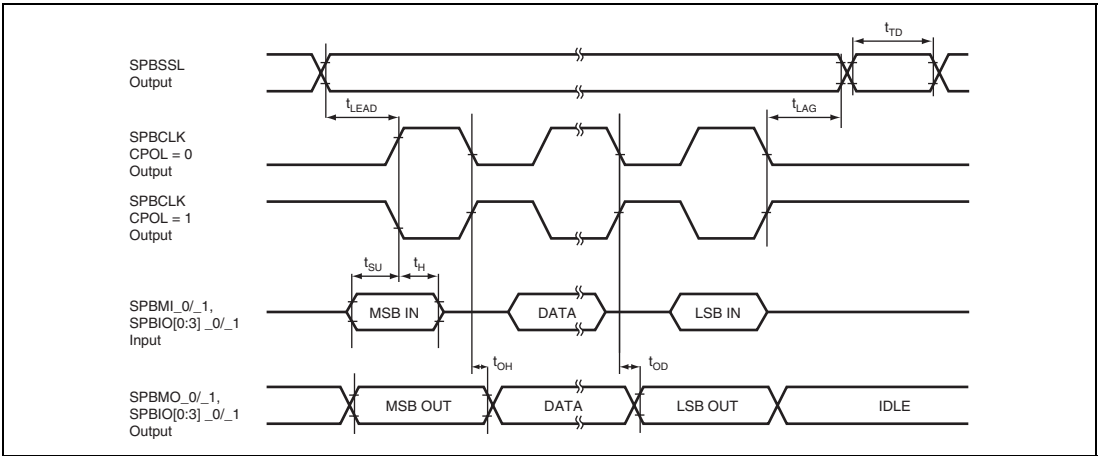 tTD
SPBSSL
Output
tLEAD
tLAG
SPBCLK
CPOL = 0
Output
SPBCLK
CPOL = 1
Output
tSU
tH
SPBMI_0/_1,
SPBIO[0:3] _0/_1
Input
MSB IN
DATA
LSB IN
tOH
tOD
SPBMO_0/_1,
SPBIO[0:3] _0/_1
Output
MSB OUT
DATA
LSB OUT
IDLE